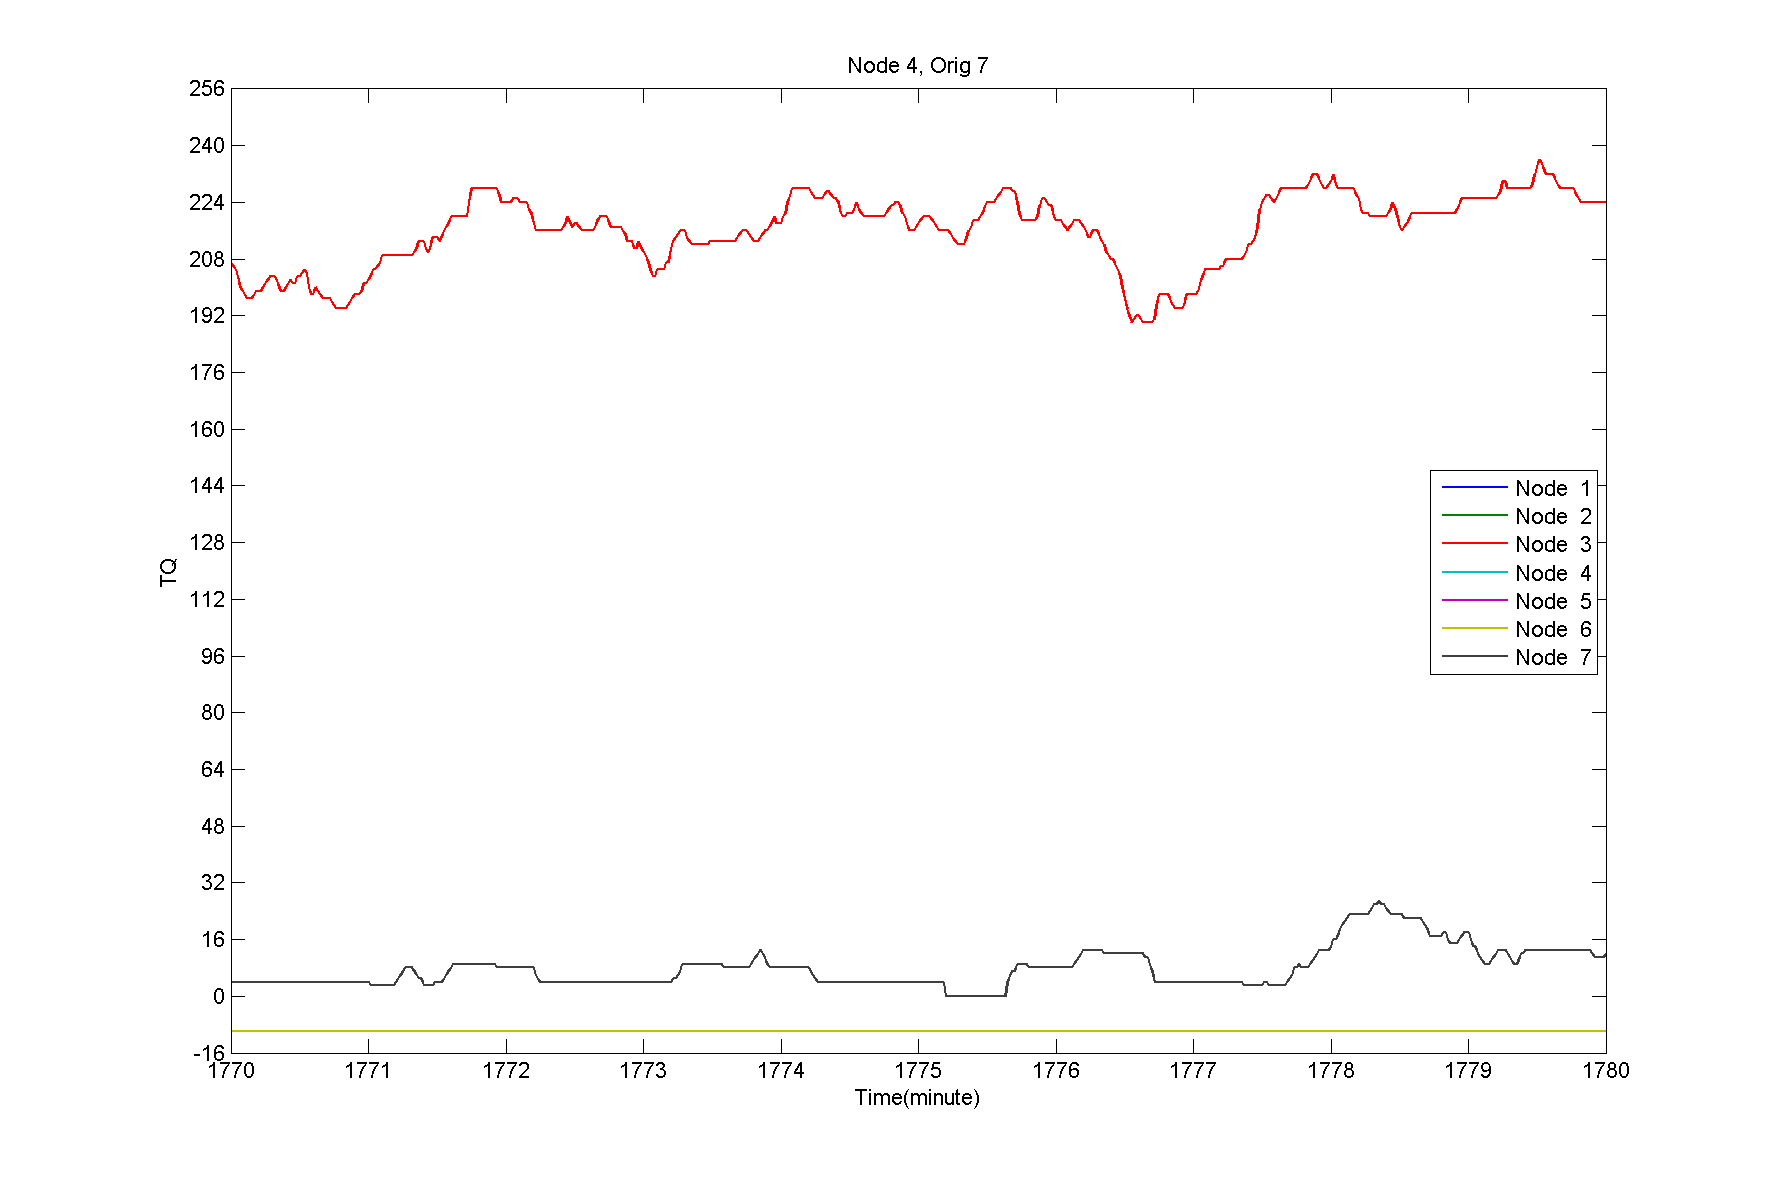 Node 4, Orig 7
256
240
224
208
192
176
160
144
128
112
96
80
64
48
32
16
0
-16
TQ
Node 1
Node 2
Node 3
Node 4
Node 5
Node 6
Node 7
1770 1771 1772 1773 1774 1775 1776 1777 1778 1779 1780
Time(minute)